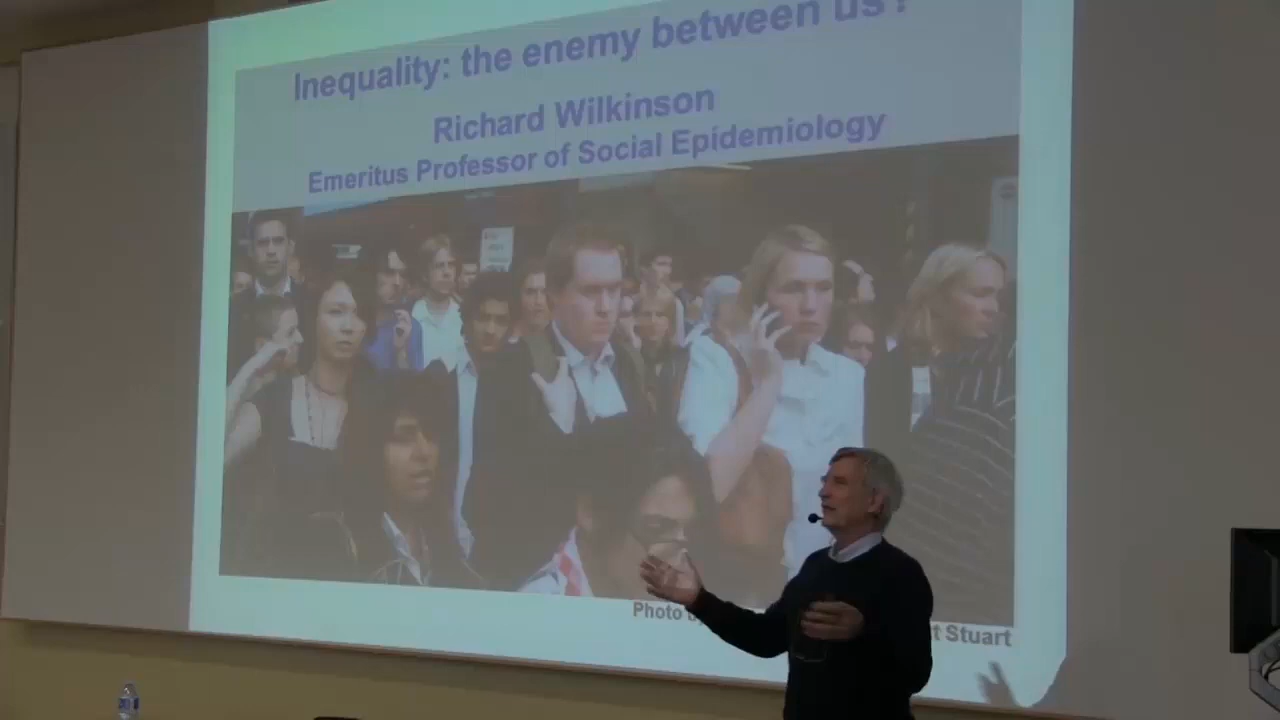 Inequality: the enemy between us?
Richard Wilkinson
Emeritus Professor of Social Epidemiology
Photo
t Stuart